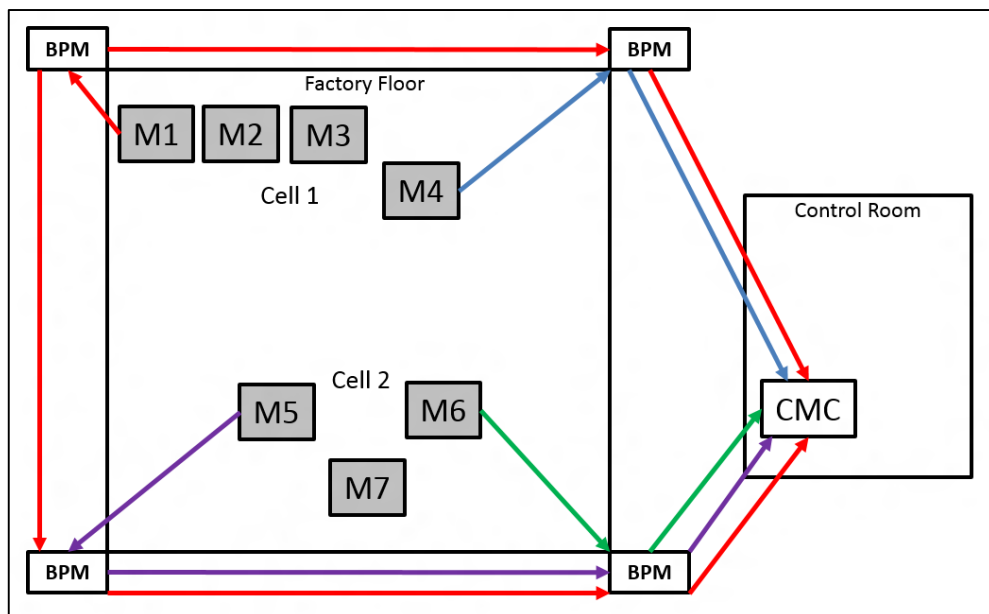 BPM
BPM
Factory Floor
M1
M2
M3
M4
Cell 1
Control Room
Cell 2
M5
M6
CMC
M7
BPM
BPM